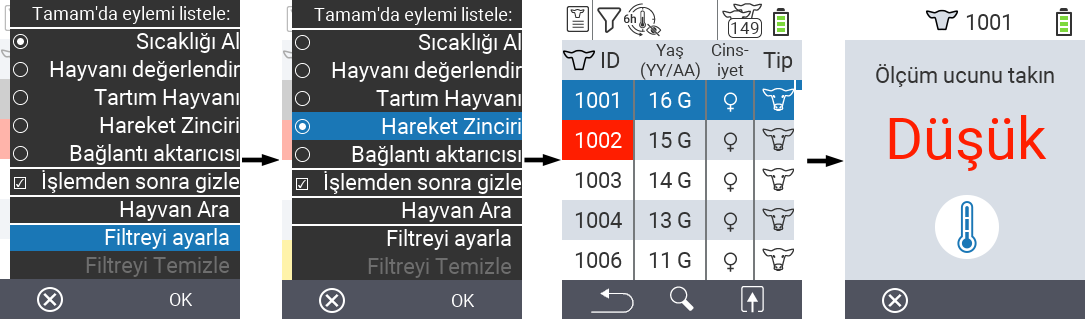 Tamam'da eylemi listele:
Sıcaklığı Al
Hayvanı değerlendir
Tartım Hayvanı
Hareket Zinciri
Bağlantı aktarıcısı
İşlemden sonra gizle
Hayvan Ara
Filtreyi ayarla
Filtreyi Temizle
OK
Tamam'da eylemi listele:
Sıcaklığı Al
Hayvanı değerlendir
Tartım Hayvanı
Hareket Zinciri
Bağlantı aktarıcısı
İşlemden sonra gizle
Hayvan Ara
Filtreyi ayarla
Filtreyi Temizle
OK
6h 149
ID Yaş (YY/AA) Cins-iyet Tip
1001 16 G
1002 15 G
1003 14 G
1004 13 G
1006 11 G
1001
Ölçüm ucunu takın
Düşük